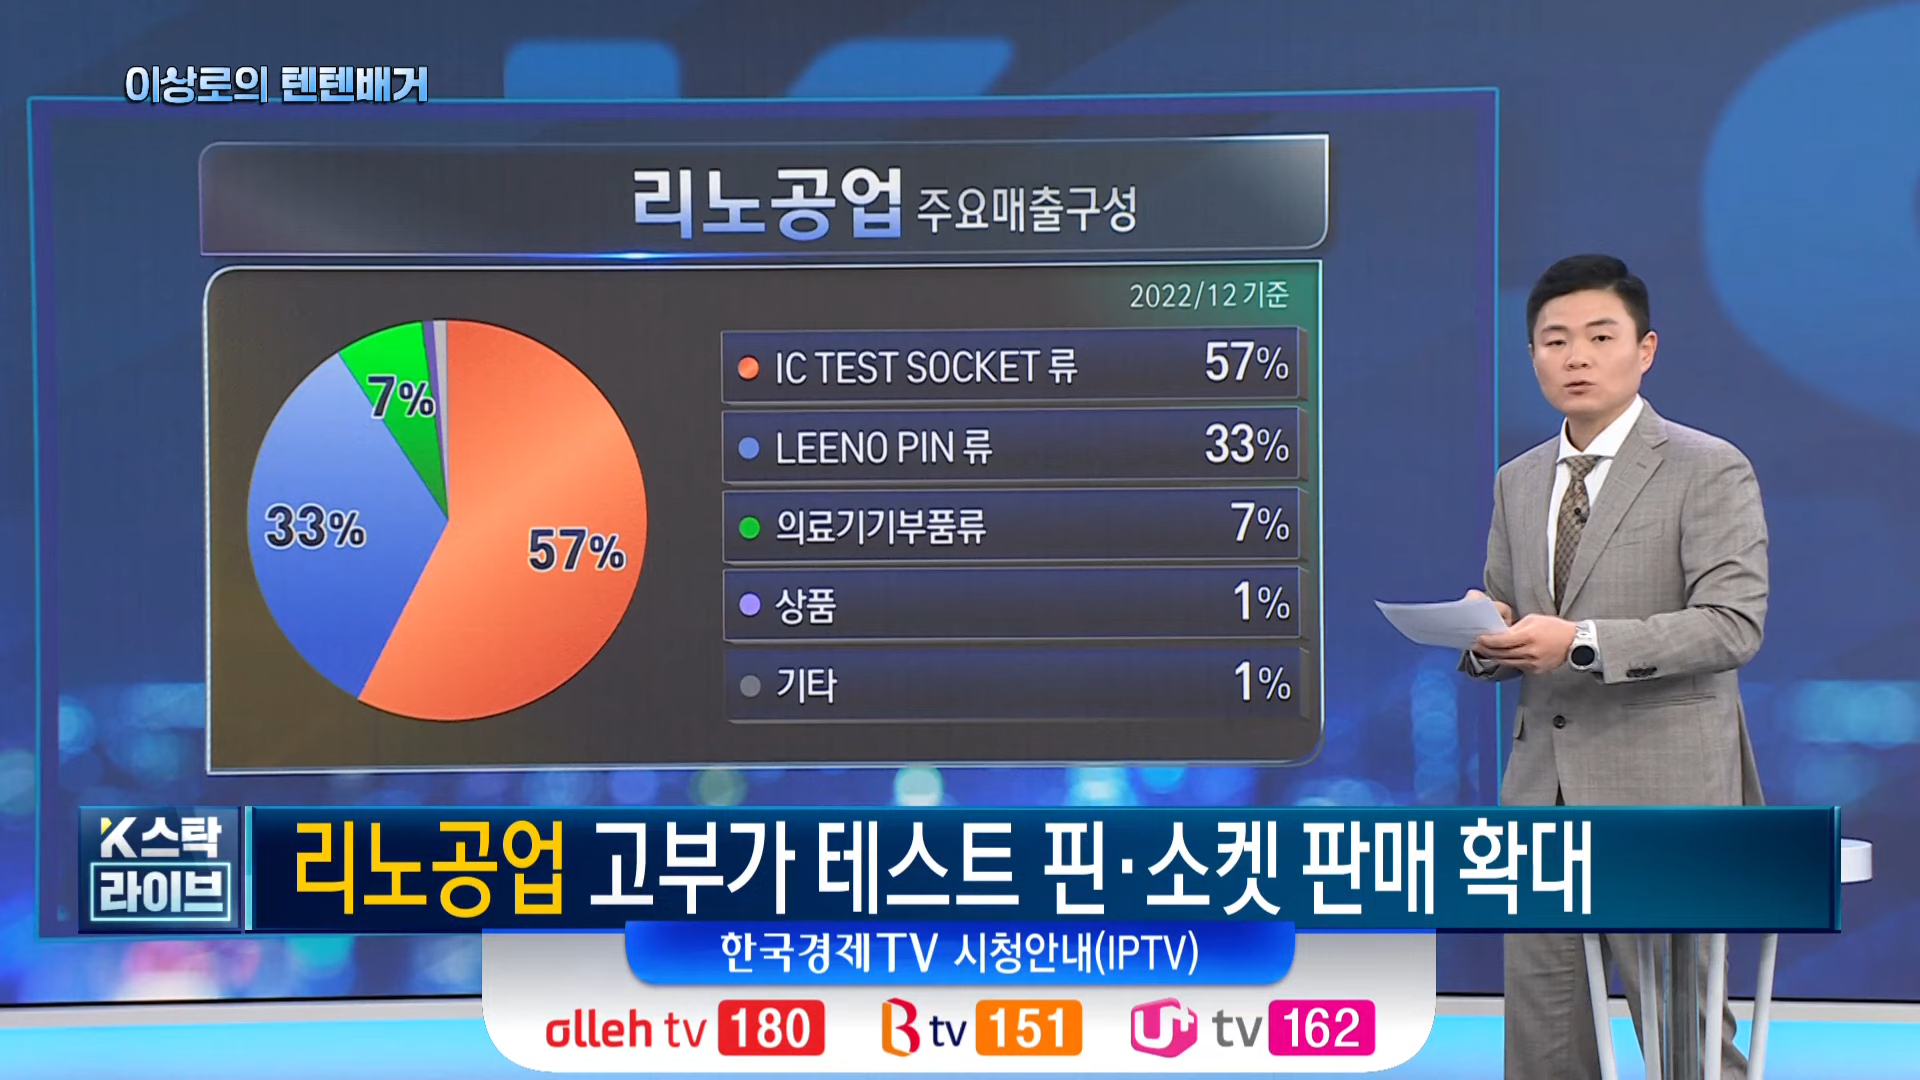 이상로의 텐텐배거
리노공업 주요매출구성
2022/12 기준
7%
33%
57%
IC TEST SOCKET 류 57%
LEENO PIN 류 33%
의료기기부품류 7%
상품 1%
기타 1%
K스탁
라이브
리노공업 고부가 테스트 핀·소켓 판매 확대
한국경제TV 시청안내(IPTV)
olleh tv 180 B tv 151 U+ tv 162